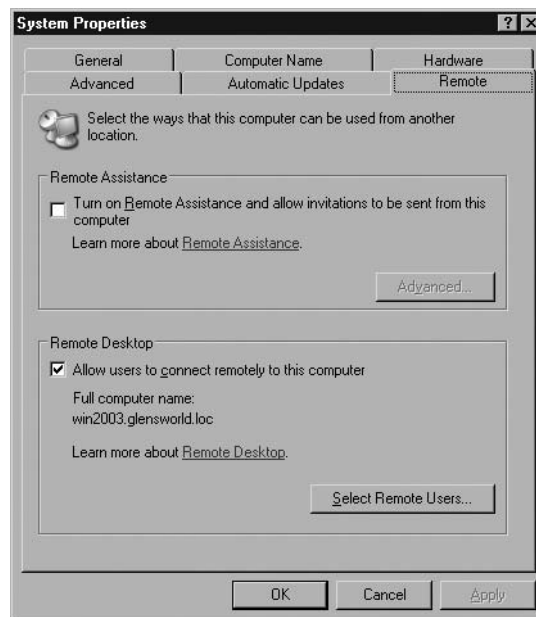 System Properties
General
Computer Name
Hardware
Advanced
Automatic Updates
Remote
Select the ways that this computer can be used from another
location.
Remote Assistance
Turn on Remote Assistance and allow invitations to be sent from this
computer
Learn more about Remote Assistance.
Advanced...
Remote Desktop
Allow users to connect remotely to this computer
Full computer name:
win2003.glensworld.loc
Learn more about Remote Desktop.
Select Remote Users...
OK
Cancel
Apply